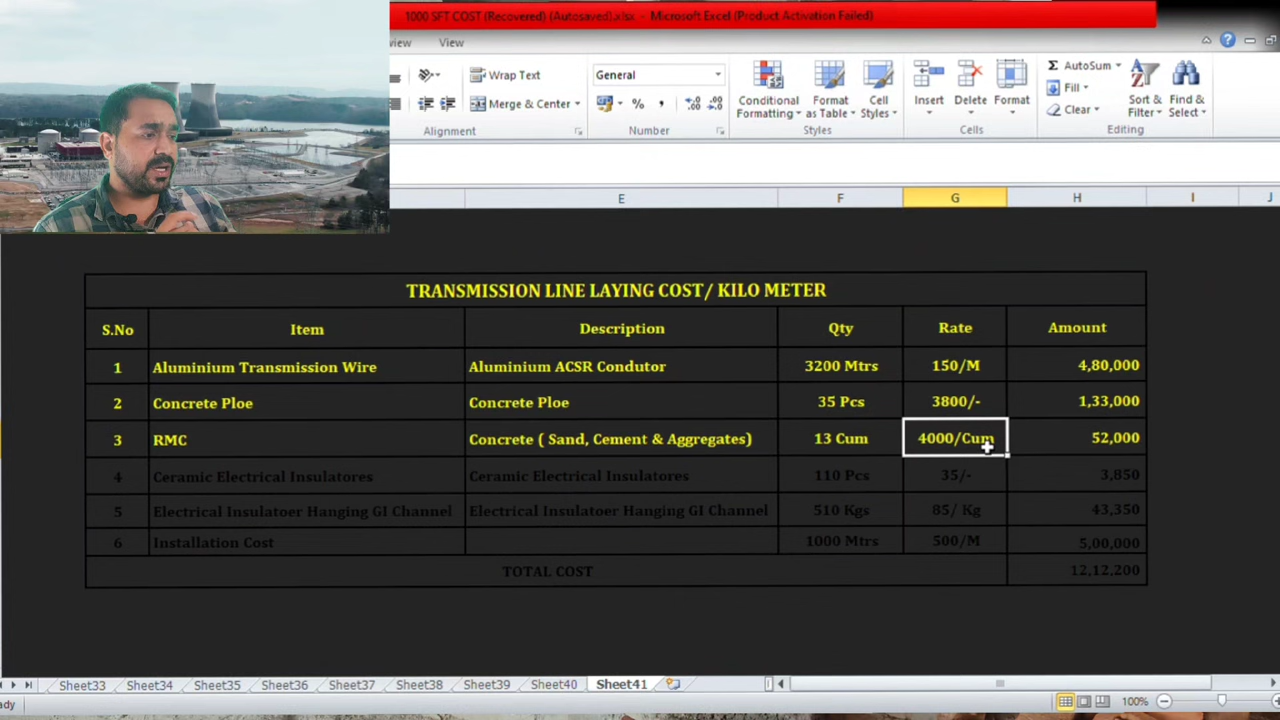 1000 SFT COST (Recovered) (Autosaved).xlsx - Microsoft Excel (Product Activation Failed)
view View
Wrap Text General Σ AutoSum
Merge & Center % , Conditional Formatting Format as Table Cell Styles Insert Delete Format Fill Clear Sort & Filter Find & Select
Alignment Number Styles Cells Editing
E F G H I J
TRANSMISSION LINE LAYING COST/ KILO METER
S.No Item Description Qty Rate Amount
1 Aluminium Transmission Wire Aluminium ACSR Condutor 3200 Mtrs 150/M 4,80,000
2 Concrete Ploe Concrete Ploe 35 Pcs 3800/- 1,33,000
3 RMC Concrete ( Sand, Cement & Aggregates) 13 Cum 4000/Cum 52,000
4 Ceramic Electrical Insulatores Ceramic Electrical Insulatores 110 Pcs 35/- 3,850
5 Electrical Insulatoer Hanging GI Channel Electrical Insulatoer Hanging GI Channel 510 Kgs 85/ Kg 43,350
6 Installation Cost 1000 Mtrs 500/M 5,00,000
TOTAL COST 12,12,200
Sheet33 Sheet34 Sheet35 Sheet36 Sheet37 Sheet38 Sheet39 Sheet40 Sheet41
ady 100%